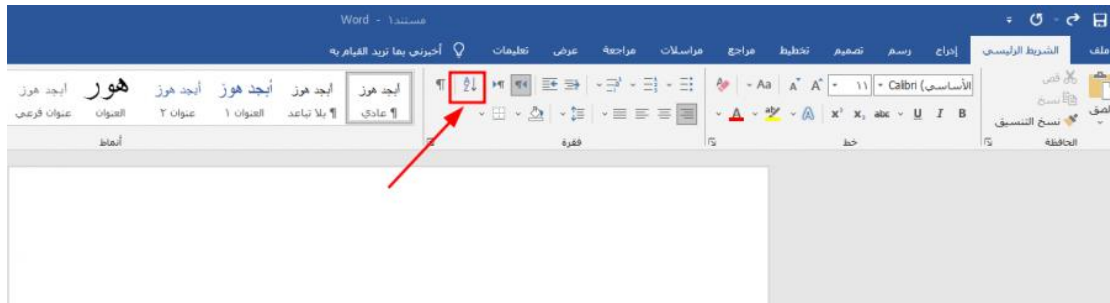 مستند١ - Word
ملف الشريط الرئيسي إدراج رسم تصميم تخطيط مراجع مراسلات مراجعة عرض تعليمات أخبرني بما تريد القيام به
قص
نسخ
نسخ التنسيق
الحافظة
Calibri (الأساسي ١١
B I U abc x₂ x²
Aa
خط
فقرة
أبجد هوز أبجد هوز أبجد هوز أبجد هوز هور أبجد هوز
¶ عادي ¶ بلا تباعد العنوان ١ عنوان ٢ العنوان عنوان فرعي
أنماط